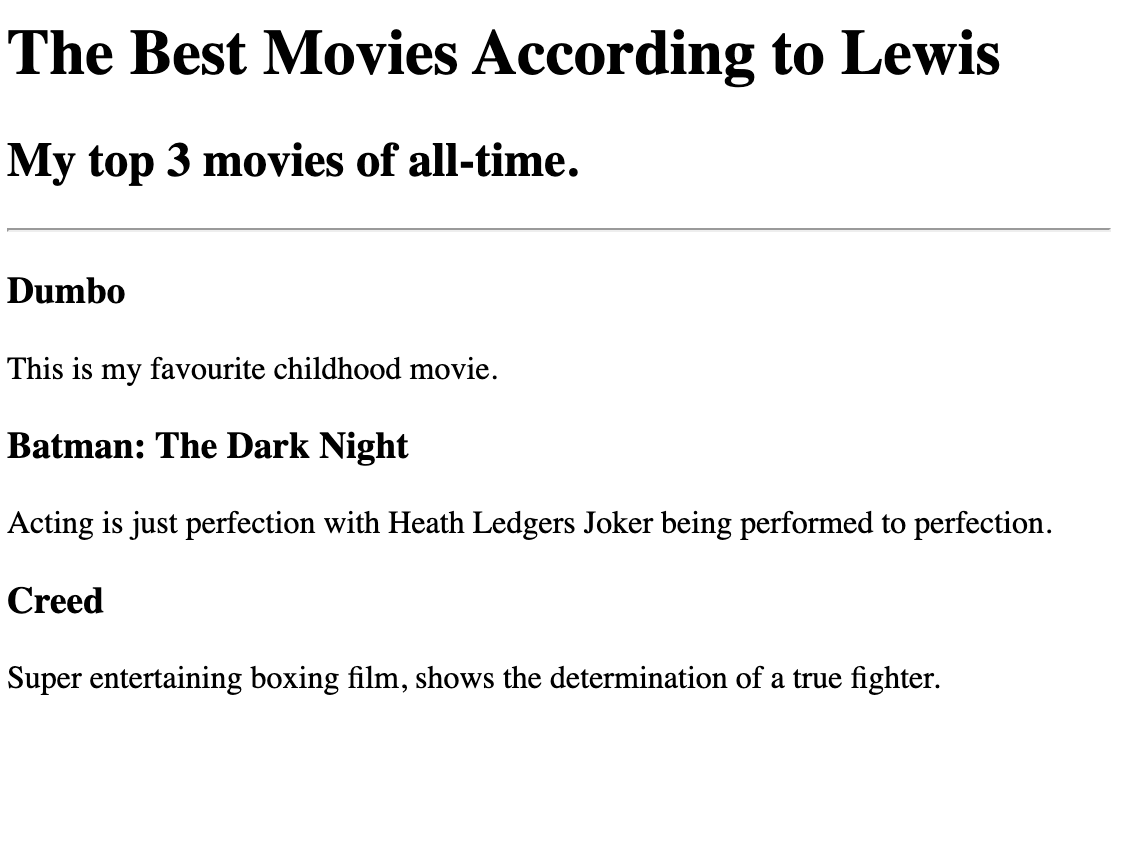 The Best Movies According to Lewis
My top 3 movies of all-time.
Dumbo
This is my favourite childhood movie.
Batman: The Dark Night
Acting is just perfection with Heath Ledgers Joker being performed to perfection.
Creed
Super entertaining boxing film, shows the determination of a true fighter.